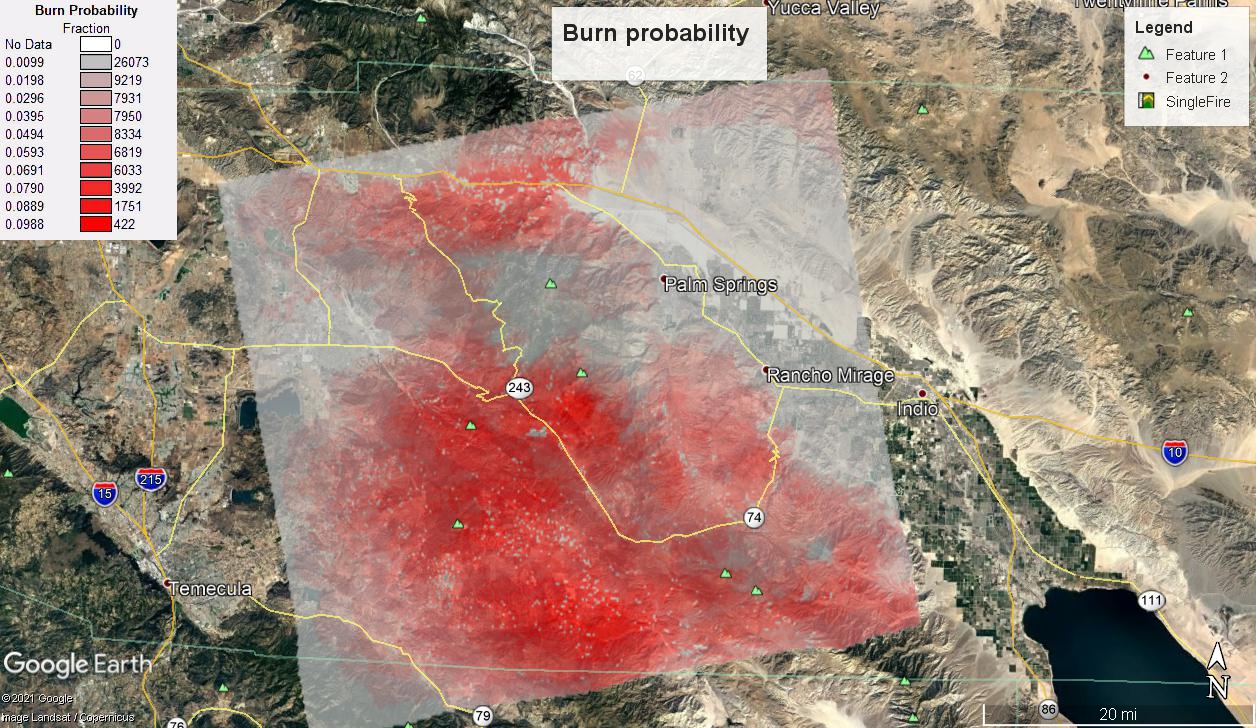 Burn Probability
Fraction
No Data 0
0.0099 26073
0.0198 9219
0.0296 7931
0.0395 7950
0.0494 8334
0.0593 6819
0.0691 6033
0.0790 3992
0.0889 1751
0.0988 422
Yucca Valley
Twentynine Palms
Burn probability
62
Legend
Feature 1
Feature 2
SingleFire
Palm Springs
Rancho Mirage
243
Indio
10
215
15
74
Temecula
111
Google Earth
©2021 Google
Image Landsat / Copernicus
N
79
76
86
20 mi